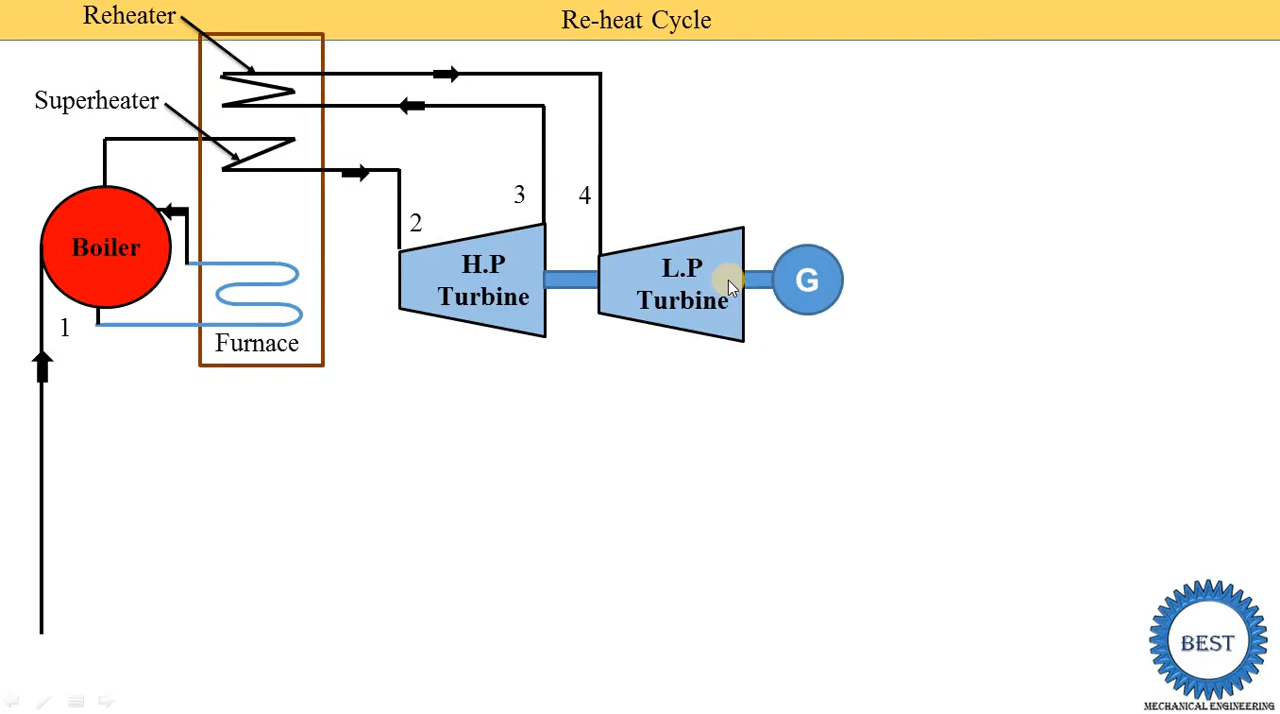 Re-heat Cycle
Reheater
Superheater
Boiler
1
Furnace
2
3
4
H.P
Turbine
L.P
Turbine
G
BEST
MECHANICAL ENGINEERING